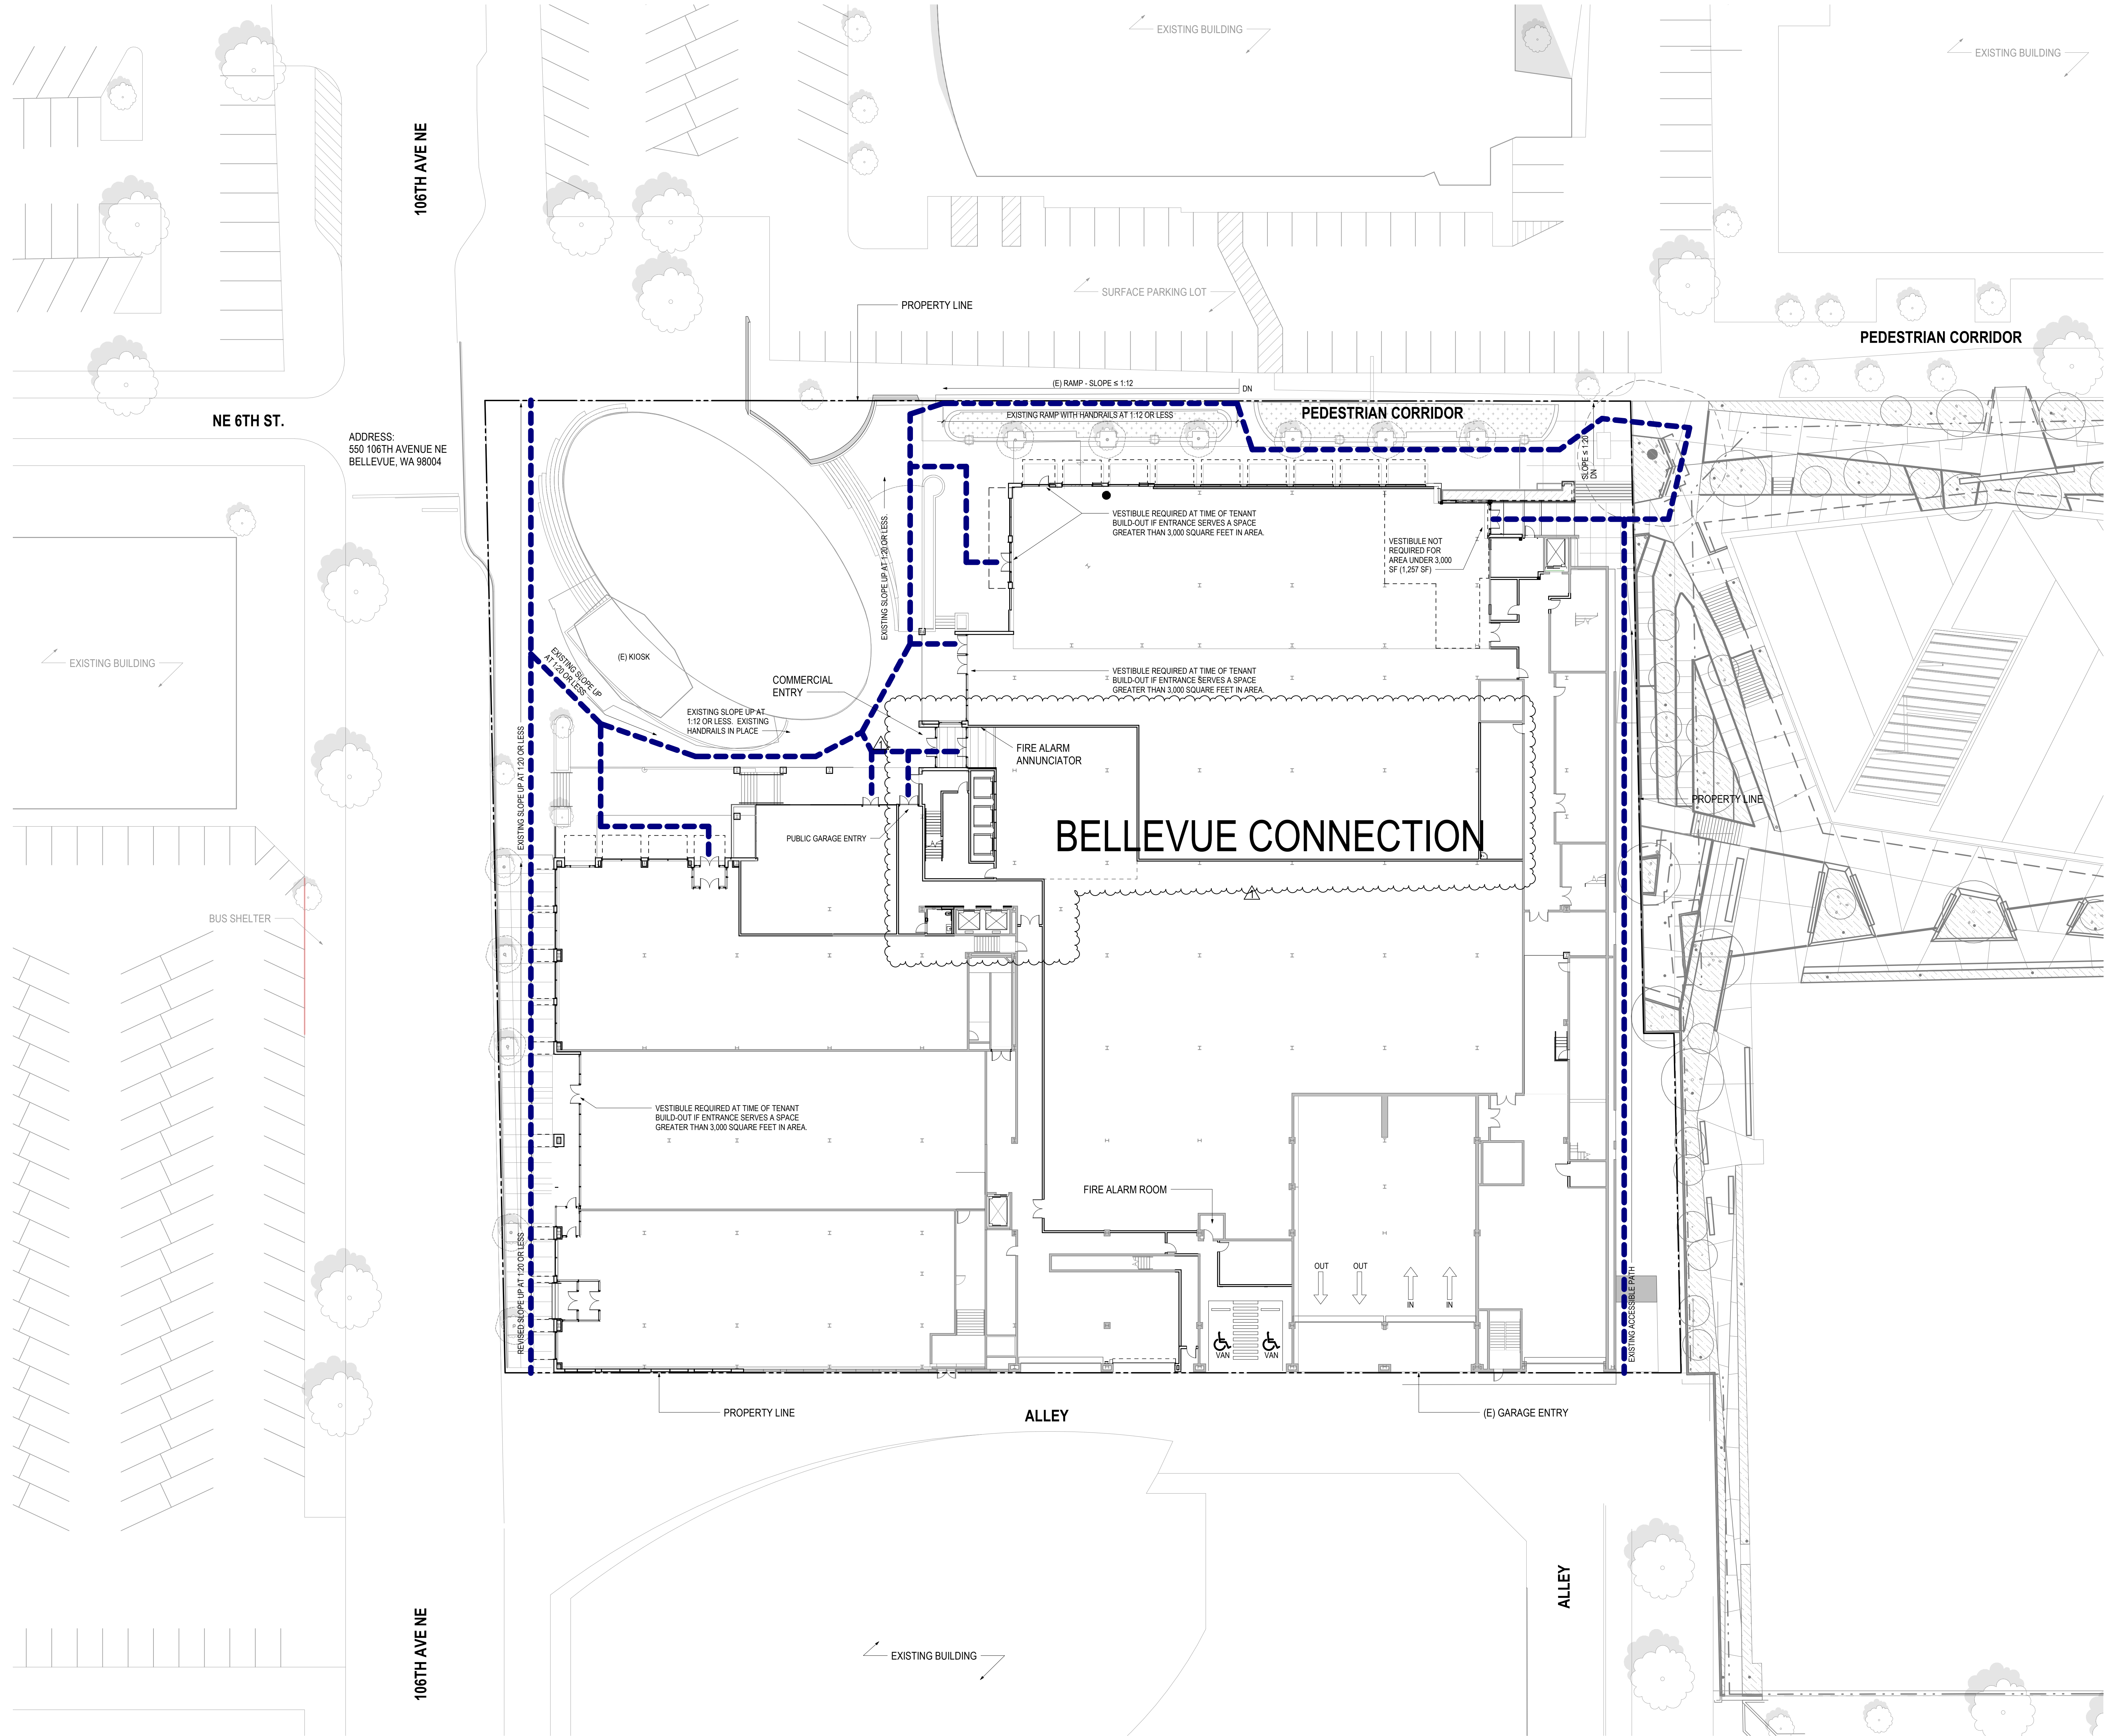 EXISTING BUILDING
EXISTING BUILDING
106TH AVE NE
SURFACE PARKING LOT
PROPERTY LINE
PEDESTRIAN CORRIDOR
(E) RAMP - SLOPE ≤ 1:12
DN
EXISTING RAMP WITH HANDRAILS AT 1:12 OR LESS
PEDESTRIAN CORRIDOR
NE 6TH ST.
ADDRESS:
550 106TH AVENUE NE
BELLEVUE, WA 98004
SLOPE ≤ 1:20
DN
VESTIBULE REQUIRED AT TIME OF TENANT
BUILD-OUT IF ENTRANCE SERVES A SPACE
GREATER THAN 3,000 SQUARE FEET IN AREA.
VESTIBULE NOT
REQUIRED FOR
AREA UNDER 3,000
SF (1,257 SF)
EXISTING SLOPE UP AT 1:20 OR LESS.
EXISTING BUILDING
(E) KIOSK
EXISTING SLOPE UP
AT 1:20 OR LESS
VESTIBULE REQUIRED AT TIME OF TENANT
BUILD-OUT IF ENTRANCE SERVES A SPACE
GREATER THAN 3,000 SQUARE FEET IN AREA.
COMMERCIAL
ENTRY
EXISTING SLOPE UP AT
1:12 OR LESS. EXISTING
HANDRAILS IN PLACE
1
FIRE ALARM
ANNUNCIATOR
EXISTING SLOPE UP AT 1:20 OR LESS
PROPERTY LINE
PUBLIC GARAGE ENTRY
BELLEVUE CONNECTION
1
BUS SHELTER
VESTIBULE REQUIRED AT TIME OF TENANT
BUILD-OUT IF ENTRANCE SERVES A SPACE
GREATER THAN 3,000 SQUARE FEET IN AREA.
FIRE ALARM ROOM
REVISED SLOPE UP AT 1:20 OR LESS
OUT
OUT
IN
IN
VAN
VAN
EXISTING ACCESSIBLE PATH
PROPERTY LINE
ALLEY
(E) GARAGE ENTRY
ALLEY
106TH AVE NE
EXISTING BUILDING